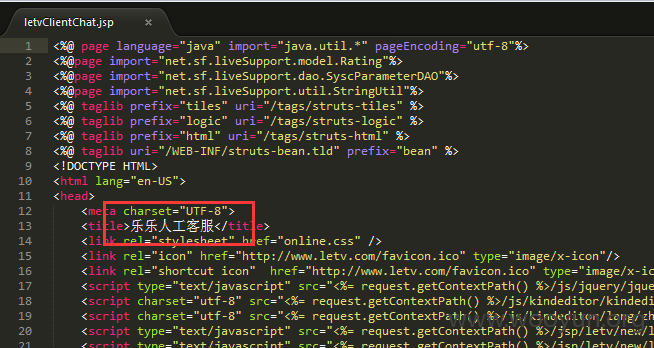 letvClientChat.jsp ×
1 <%@ page language="java" import="java.util.*" pageEncoding="utf-8"%>
2 <%@page import="net.sf.liveSupport.model.Rating"%>
3 <%@page import="net.sf.liveSupport.dao.SyscParameterDAO"%>
4 <%@page import="net.sf.liveSupport.util.StringUtil"%>
5 <%@ taglib prefix="tiles" uri="/tags/struts-tiles" %>
6 <%@ taglib prefix="logic" uri="/tags/struts-logic" %>
7 <%@ taglib prefix="html" uri="/tags/struts-html" %>
8 <%@ taglib uri="/WEB-INF/struts-bean.tld" prefix="bean" %>
9 <!DOCTYPE HTML>
10 <html lang="en-US">
11 <head>
12 <meta charset="UTF-8">
13 <title>乐乐人工客服</title>
14 <link rel="stylesheet" href="online.css" />
15 <link rel="icon" href="http://www.letv.com/favicon.ico" type="image/x-icon"/>
16 <link rel="shortcut icon" href="http://www.letv.com/favicon.ico" type="image/x-ic
17 <script type="text/javascript" src="<%= request.getContextPath() %>/js/jquery/jque
18 <script charset="utf-8" src="<%= request.getContextPath() %>/js/kindeditor/kindedi
19 <script charset="utf-8" src="<%= request.getContextPath() %>/js/kindeditor/lang/zh
20 <script type="text/javascript" src="<%= request.getContextPath() %>/jsp/letv/new/l
21 <script type="text/javascript" src="<%= request.getContextPath() %>/jsp/letv/new/